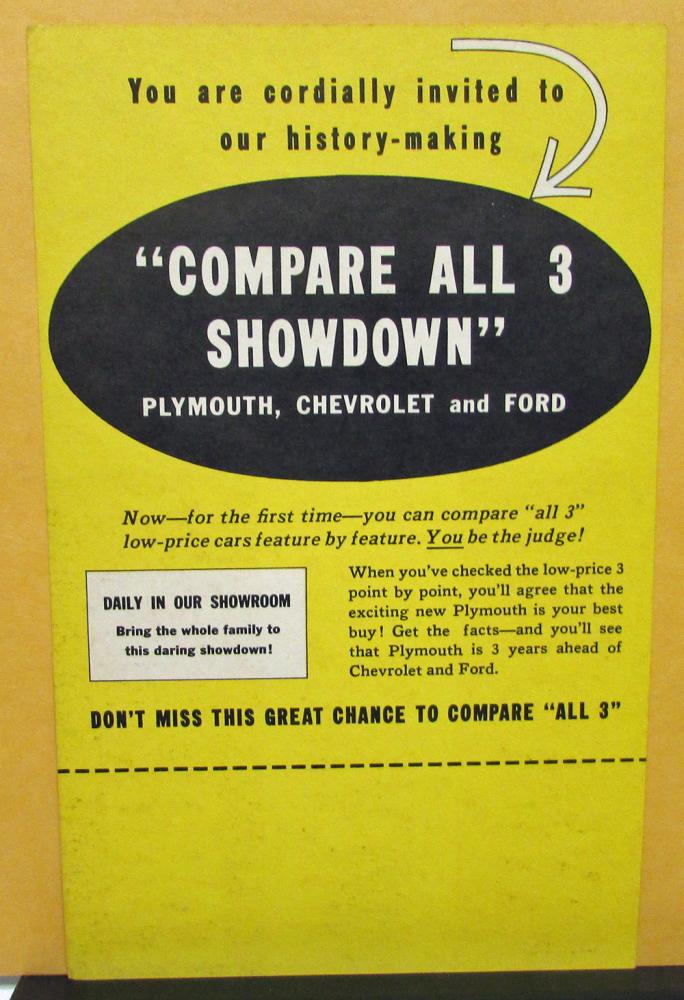 You are cordially invited to
our history-making
“COMPARE ALL 3
SHOWDOWN”
PLYMOUTH, CHEVROLET and FORD
Now—for the first time—you can compare “all 3”
low-price cars feature by feature. You be the judge!
DAILY IN OUR SHOWROOM
Bring the whole family to
this daring showdown!
When you’ve checked the low-price 3
point by point, you’ll agree that the
exciting new Plymouth is your best
buy! Get the facts—and you’ll see
that Plymouth is 3 years ahead of
Chevrolet and Ford.
DON’T MISS THIS GREAT CHANCE TO COMPARE “ALL 3”